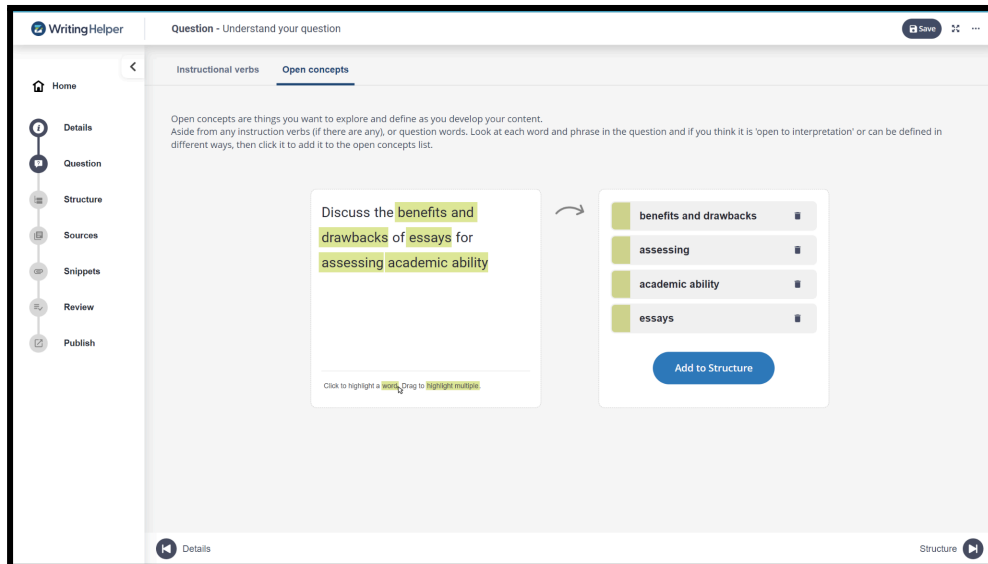 WritingHelper
Question - Understand your question
Save
Home
Details
Question
Structure
Sources
Snippets
Review
Publish
Instructional verbs
Open concepts
Open concepts are things you want to explore and define as you develop your content.
Aside from any instruction verbs (if there are any), or question words. Look at each word and phrase in the question and if you think it is 'open to interpretation' or can be defined in
different ways, then click it to add it to the open concepts list.
Discuss the benefits and
drawbacks of essays for
assessing academic ability
Click to highlight a word. Drag to highlight multiple.
benefits and drawbacks
assessing
academic ability
essays
Add to Structure
Details
Structure